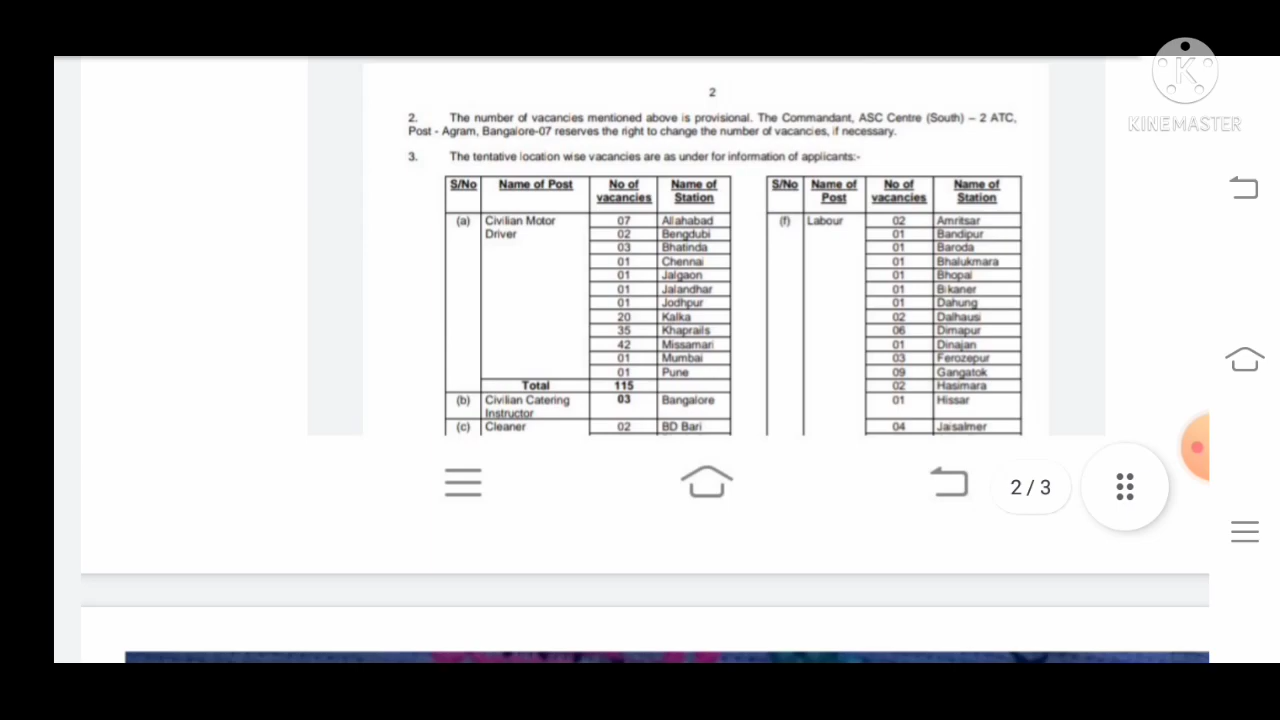 KINEMASTER
2
2. The number of vacancies mentioned above is provisional. The Commandant, ASC Centre (South) – 2 ATC,
Post - Agram, Bangalore-07 reserves the right to change the number of vacancies, if necessary.
3. The tentative location wise vacancies are as under for information of applicants:-
S/No Name of Post No of vacancies Name of Station
(a) Civilian Motor Driver 07 Allahabad
02 Bengdubi
03 Bhatinda
01 Chennai
01 Jalgaon
01 Jalandhar
01 Jodhpur
20 Kalka
35 Khaprails
42 Missamari
01 Mumbai
01 Pune
Total 115
(b) Civilian Catering Instructor 03 Bangalore
(c) Cleaner 02 BD Bari
S/No Name of Post No of vacancies Name of Station
(f) Labour 02 Amritsar
01 Bandipur
01 Baroda
01 Bhalukmara
01 Bhopal
01 Bikaner
01 Dahung
02 Dalhausi
06 Dimapur
01 Dinajan
03 Ferozepur
09 Gangatok
02 Hasimara
01 Hissar
04 Jaisalmer
2 / 3